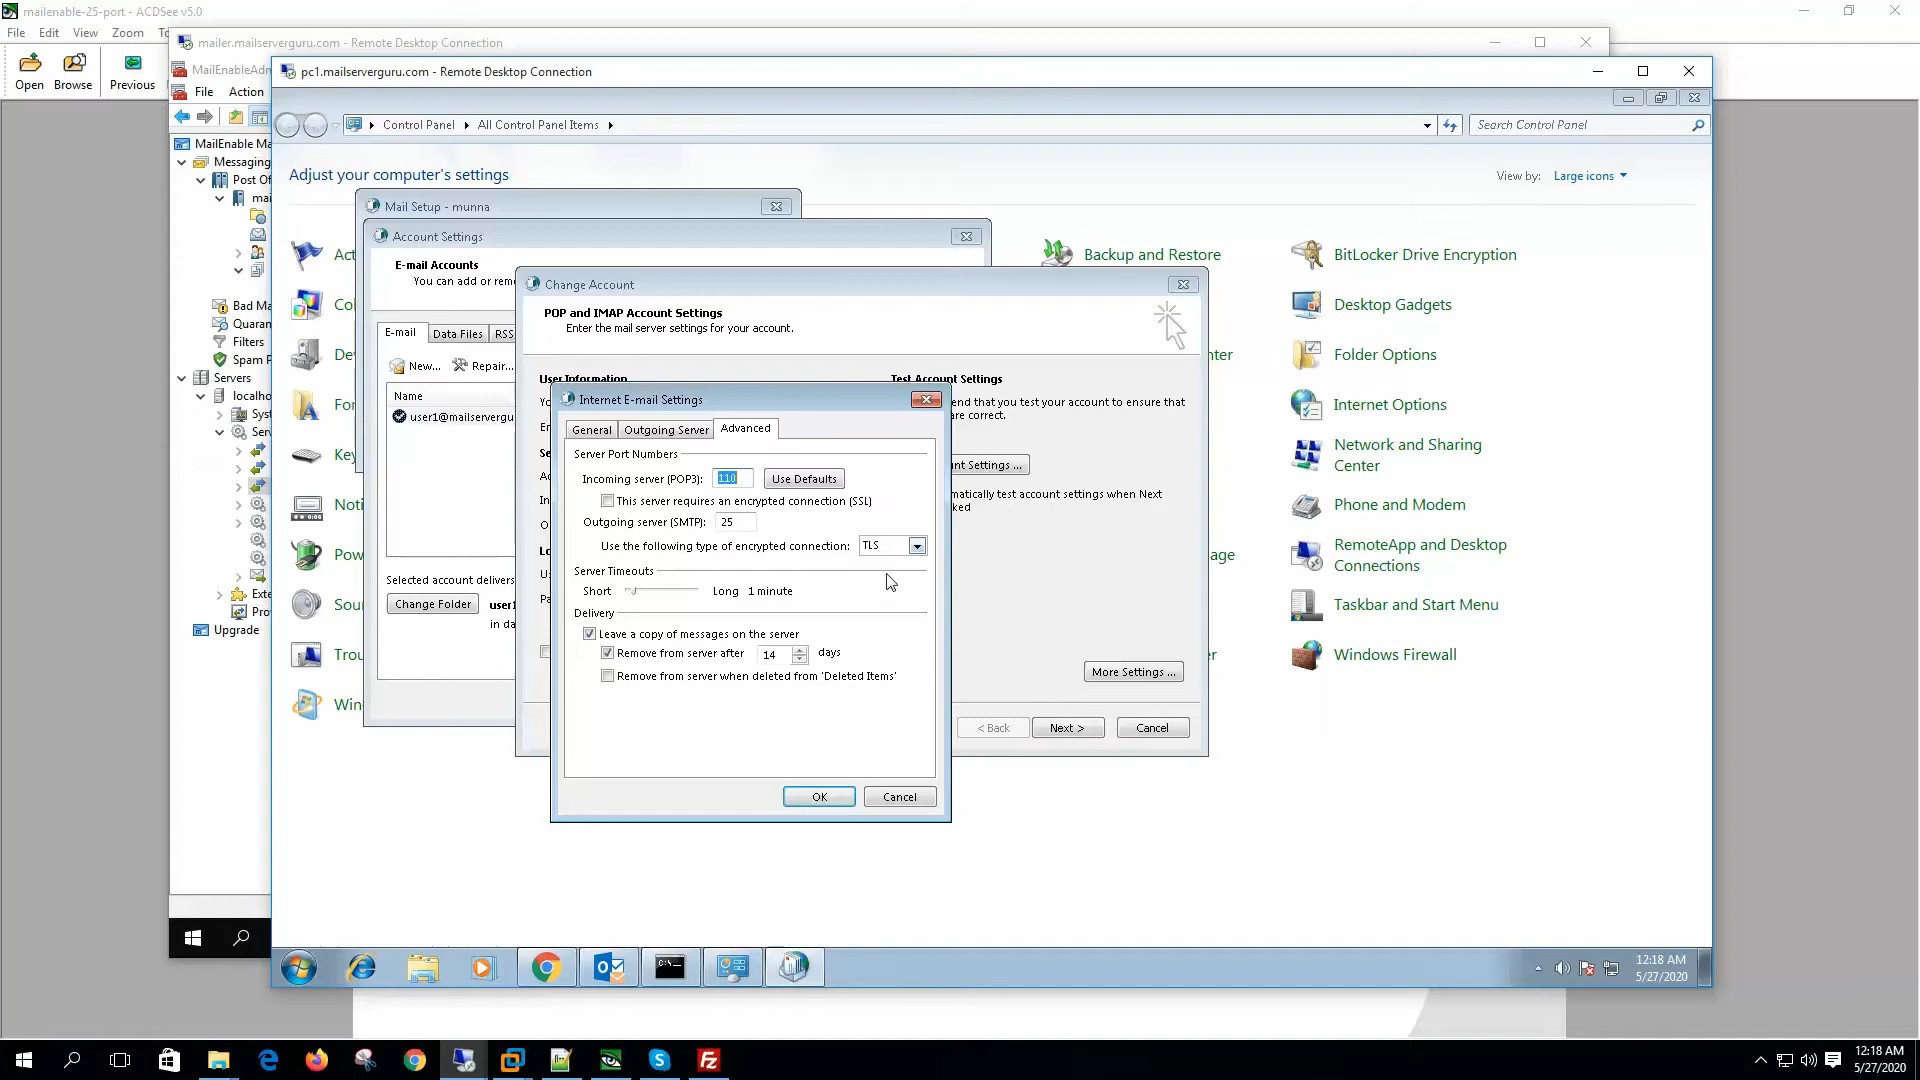 mailenable-25-port - ACDSee v5.0
File Edit View Zoom To
mailer.mailserverguru.com - Remote Desktop Connection
Open Browse Previous
MailEnableAdm
File Action
pc1.mailserverguru.com - Remote Desktop Connection
Control Panel All Control Panel Items
Search Control Panel
Adjust your computer's settings
View by: Large icons
MailEnable Ma
Messaging
Post Of
mai
Bad Ma
Quaran
Filters
Spam P
Servers
localho
Syst
Serv
Exte
Prov
Upgrade
Mail Setup - munna
Account Settings
E-mail Accounts
You can add or remo
E-mail Data Files RSS
New... Repair...
Name
user1@mailservergu
Selected account delivers
Change Folder user1
in da
Change Account
POP and IMAP Account Settings
Enter the mail server settings for your account.
User Information
Test Account Settings
end that you test your account to ensure that
are correct.
nt Settings ...
matically test account settings when Next
ked
More Settings ...
< Back Next > Cancel
Internet E-mail Settings
General Outgoing Server Advanced
Server Port Numbers
Incoming server (POP3): 110 Use Defaults
This server requires an encrypted connection (SSL)
Outgoing server (SMTP): 25
Use the following type of encrypted connection: TLS
Server Timeouts
Short Long 1 minute
Delivery
Leave a copy of messages on the server
Remove from server after 14 days
Remove from server when deleted from 'Deleted Items'
OK Cancel
Backup and Restore
BitLocker Drive Encryption
Desktop Gadgets
Folder Options
Internet Options
Network and Sharing
Center
Phone and Modem
RemoteApp and Desktop
Connections
Taskbar and Start Menu
Windows Firewall
12:18 AM
5/27/2020
12:18 AM
5/27/2020